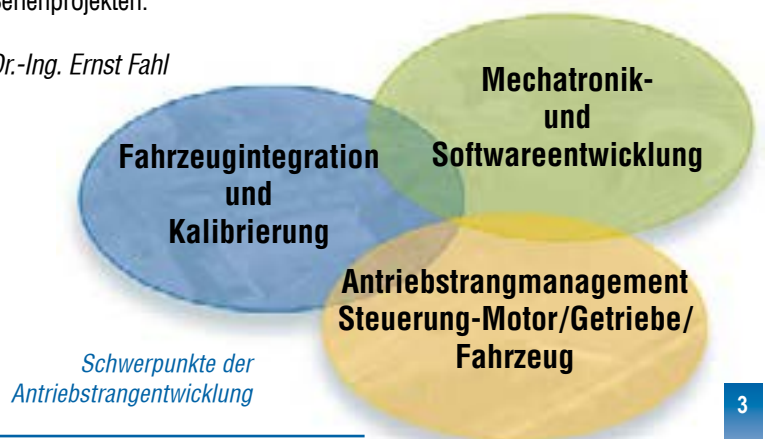 Serienprojekten.
Dr.-Ing. Ernst Fahl
Mechatronik-
und
Softwareentwicklung
Fahrzeugintegration
und
Kalibrierung
Antriebstrangmanagement
Steuerung-Motor/Getriebe/
Fahrzeug
Schwerpunkte der
Antriebstrangentwicklung
3